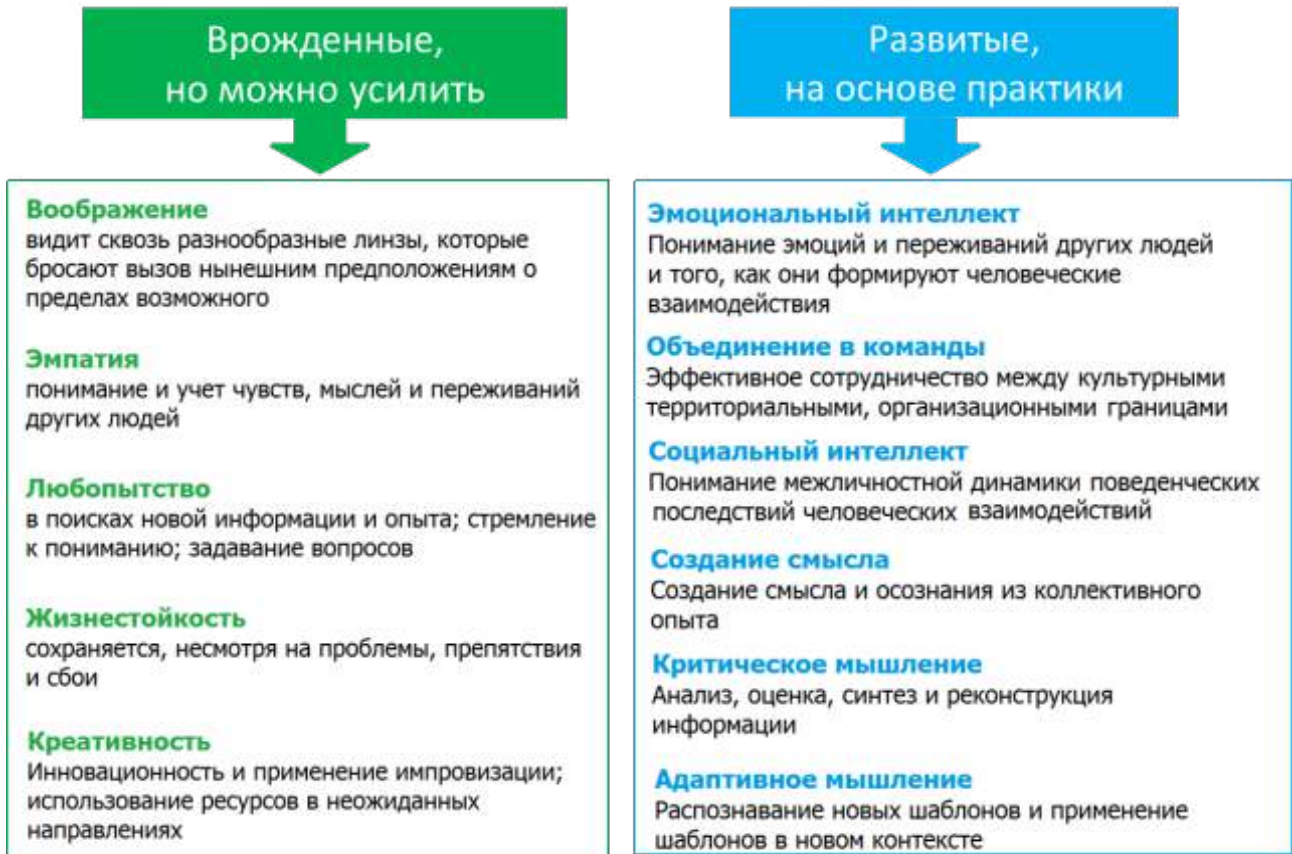 Врожденные,
но можно усилить
Воображение
видит сквозь разнообразные линзы, которые
бросают вызов нынешним предположениям о
пределах возможного
Эмпатия
понимание и учет чувств, мыслей и переживаний
других людей
Любопытство
в поисках новой информации и опыта; стремление
к пониманию; задавание вопросов
Жизнестойкость
сохраняется, несмотря на проблемы, препятствия
и сбои
Креативность
Инновационность и применение импровизации;
использование ресурсов в неожиданных
направлениях
Развитые,
на основе практики
Эмоциональный интеллект
Понимание эмоций и переживаний других людей
и того, как они формируют человеческие
взаимодействия
Объединение в команды
Эффективное сотрудничество между культурными
территориальными, организационными границами
Социальный интеллект
Понимание межличностной динамики поведенческих
последствий человеческих взаимодействий
Создание смысла
Создание смысла и осознания из коллективного
опыта
Критическое мышление
Анализ, оценка, синтез и реконструкция
информации
Адаптивное мышление
Распознавание новых шаблонов и применение
шаблонов в новом контексте